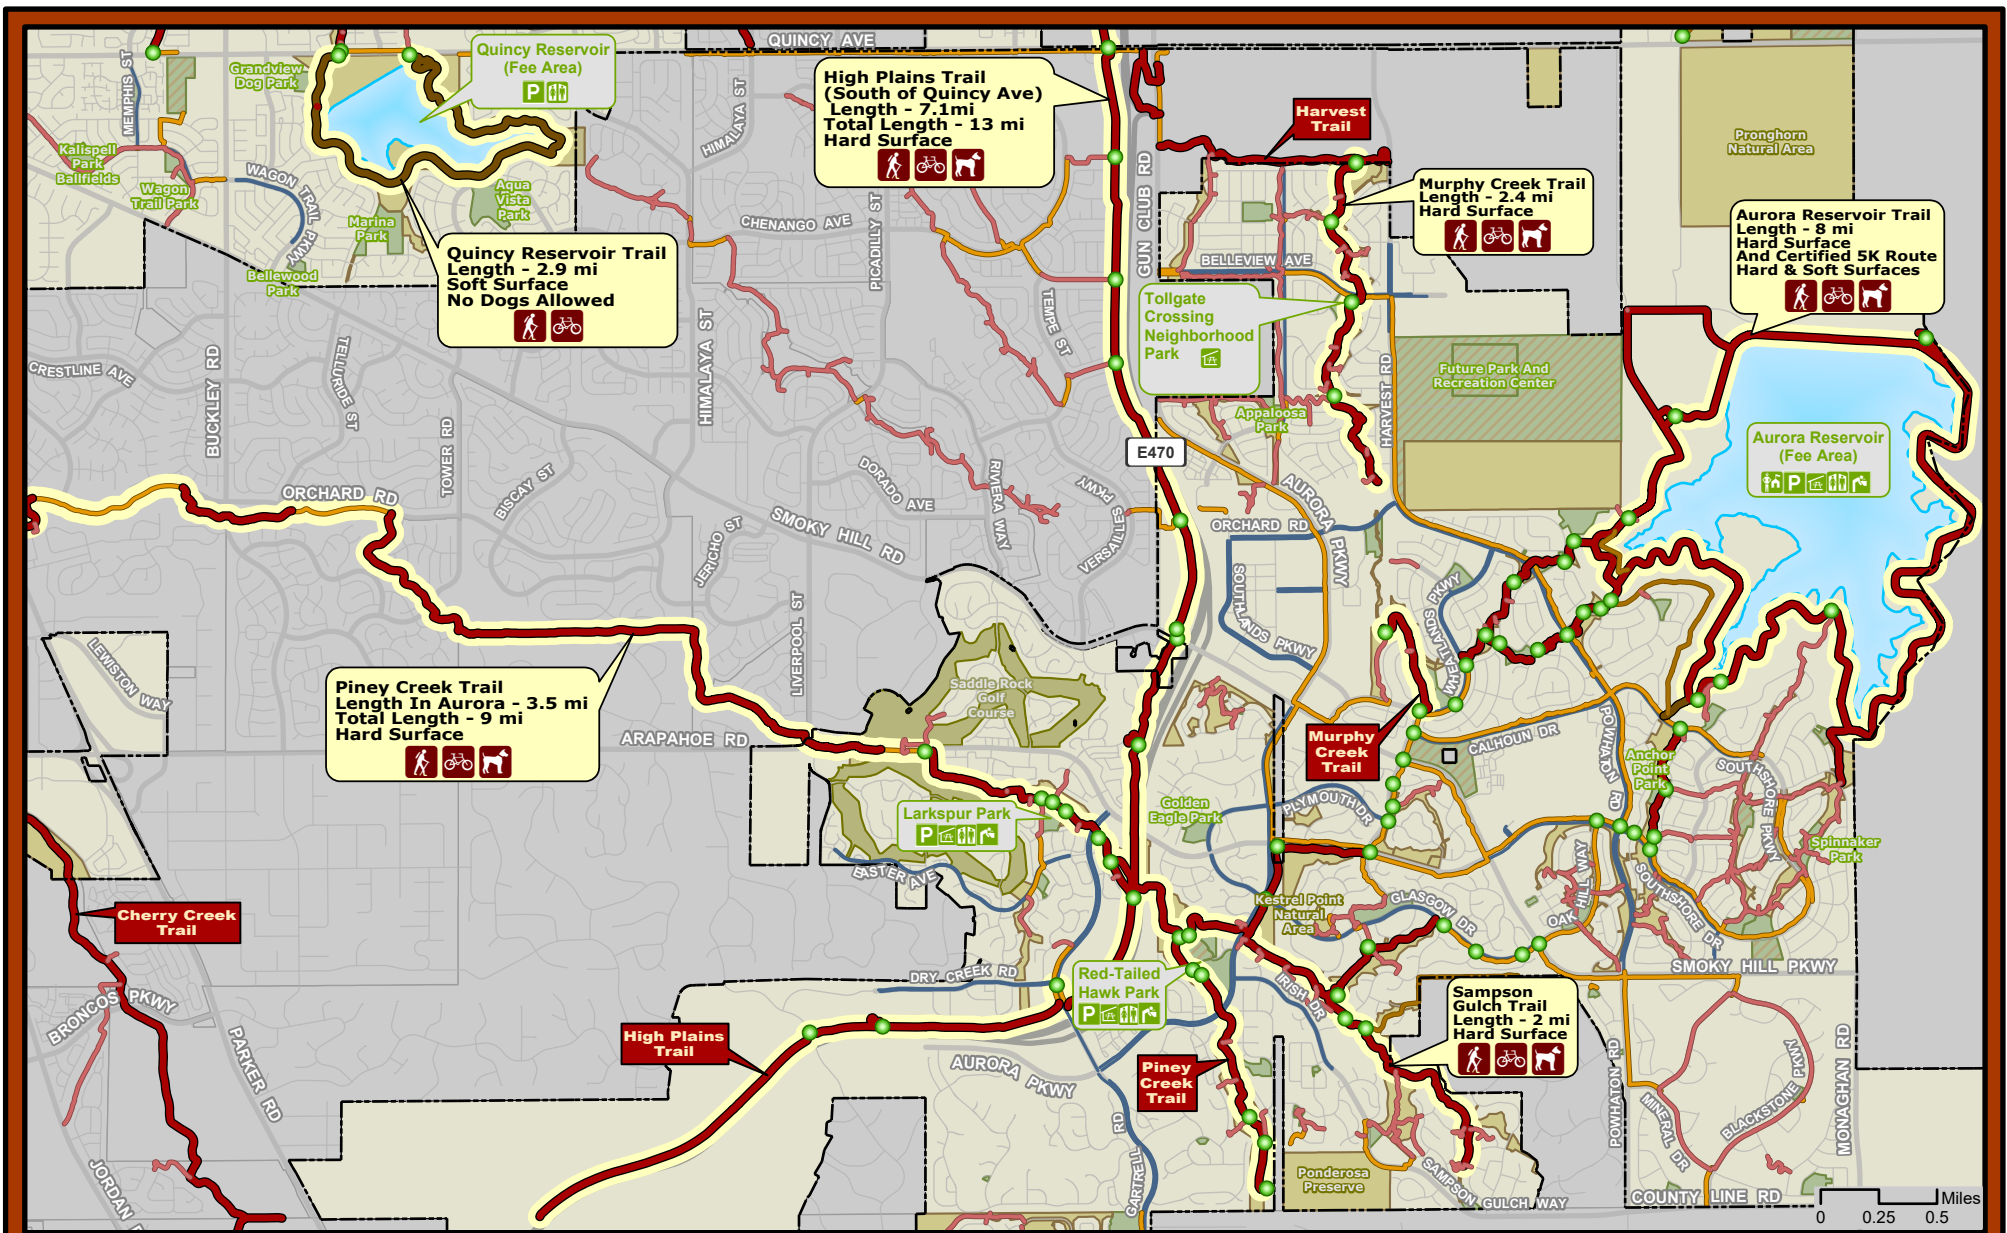 QUINCY AVE
MEMPHIS ST
Grandview
Dog Park
Quincy Reservoir
(Fee Area)
P
High Plains Trail
(South of Quincy Ave)
Length - 7.1mi
Total Length - 13 mi
Hard Surface
Harvest
Trail
Pronghorn
Natural Area
Kalispell
Park
Ballfields
Wagon
Trail Park
WAGON TRAIL PKWY
Marina
Park
Aqua
Vista
Park
Bellewood
Park
HIMALAYA ST
CHENANGO AVE
PICADILLY ST
GUN CLUB RD
Murphy Creek Trail
Length - 2.4 mi
Hard Surface
Aurora Reservoir Trail
Length - 8 mi
Hard Surface
And Certified 5K Route
Hard & Soft Surfaces
Quincy Reservoir Trail
Length - 2.9 mi
Soft Surface
No Dogs Allowed
BELLEVIEW AVE
Tollgate
Crossing
Neighborhood
Park
TEMPE ST
CRESTLINE AVE
BUCKLEY RD
TELLURIDE ST
TOWER RD
HIMALAYA ST
HARVEST RD
Future Park And
Recreation Center
Appaloosa
Park
E470
Aurora Reservoir
(Fee Area)
P
ORCHARD RD
BISCAY ST
DORADO AVE
RIVIERA WAY
VERSAILLES PKWY
SMOKY HILL RD
JERICHO ST
AURORA PKWY
ORCHARD RD
SOUTHLANDS PKWY
WHEATLANDS PKWY
LEWISTON WAY
LIVERPOOL ST
Piney Creek Trail
Length In Aurora - 3.5 mi
Total Length - 9 mi
Hard Surface
Saddle Rock
Golf
Course
ARAPAHOE RD
Murphy
Creek
Trail
CALHOUN DR
POWHATON RD
Anchor
Point
Park
SOUTHSHORE PKWY
Larkspur Park
P
Golden
Eagle Park
PLYMOUTH DR
Spinnaker
Park
EASTER AVE
Cherry Creek
Trail
Kestrel Point
Natural
Area
GLASGOW DR
OAK HILL WAY
SOUTHSHORE DR
SMOKY HILL PKWY
DRY CREEK RD
Red-Tailed
Hawk Park
P
IRISH DR
Sampson
Gulch Trail
Length - 2 mi
Hard Surface
BRONCOS PKWY
PARKER RD
High Plains
Trail
AURORA PKWY
Piney
Creek
Trail
POWHATON RD
MINERAL DR
BLACKSTONE PKWY
MONAGHAN RD
JORDAN R
GARTRELL RD
Ponderosa
Preserve
SAMPSON GULCH WAY
COUNTY LINE RD
Miles
0 0.25 0.5